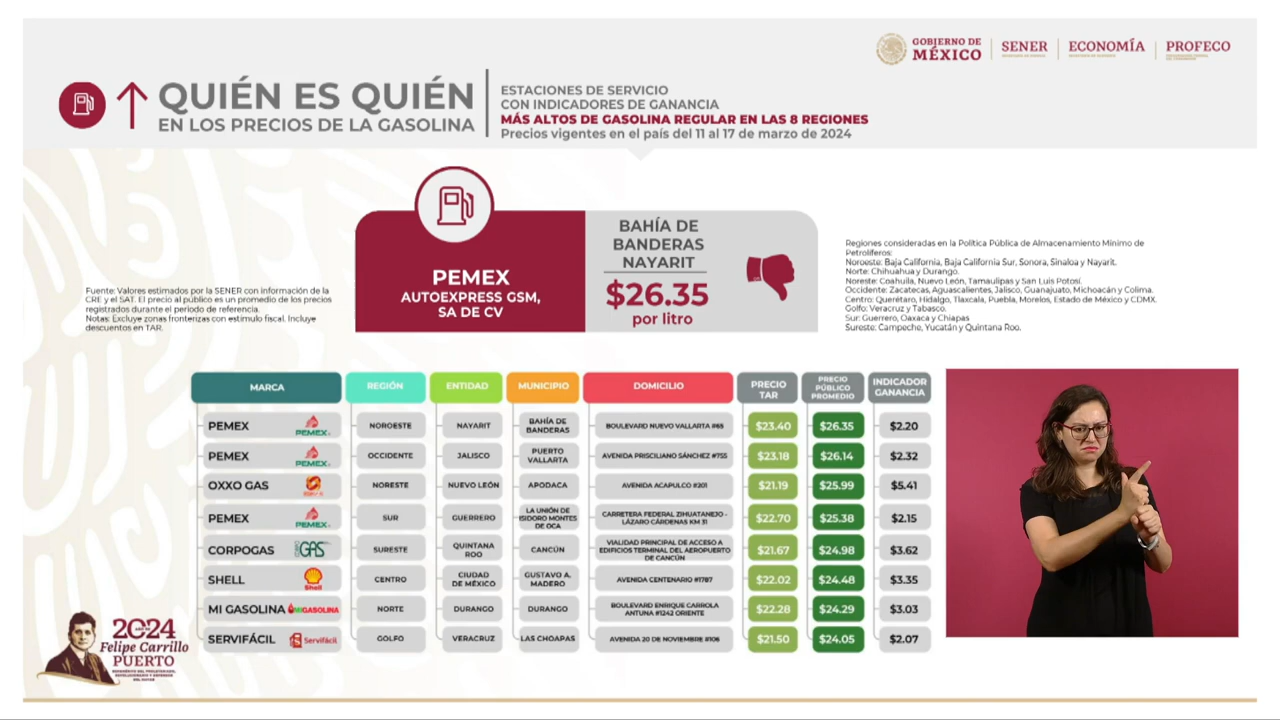 GOBIERNO DE
MÉXICO
SENER
ECONOMÍA
PROFECO
QUIÉN ES QUIÉN
EN LOS PRECIOS DE LA GASOLINA
ESTACIONES DE SERVICIO
CON INDICADORES DE GANANCIA
MÁS ALTOS DE GASOLINA REGULAR EN LAS 8 REGIONES
Precios vigentes en el país del 11 al 17 de marzo de 2024
PEMEX
AUTOEXPRESS GSM,
SA DE CV
BAHÍA DE
BANDERAS
NAYARIT
$26.35
por litro
Fuente: Valores estimados por la SENER con información de la
CRE y el SAT. El precio al público es un promedio de los precios
registrados durante el periodo de referencia.
Notas: Excluye zonas fronterizas con estímulo fiscal. Incluye
descuentos en TAR.
Regiones consideradas en la Política Pública de Almacenamiento Mínimo de
Petrolíferos:
Noroeste: Baja California, Baja California Sur, Sonora, Sinaloa y Nayarit.
Norte: Chihuahua y Durango.
Noreste: Coahuila, Nuevo León, Tamaulipas y San Luis Potosí.
Occidente: Zacatecas, Aguascalientes, Jalisco, Guanajuato, Michoacán y Colima.
Centro: Querétaro, Hidalgo, Tlaxcala, Puebla, Morelos, Estado de México y CDMX.
Golfo: Veracruz y Tabasco.
Sur: Guerrero, Oaxaca y Chiapas
Sureste: Campeche, Yucatán y Quintana Roo.
MARCA REGIÓN ENTIDAD MUNICIPIO DOMICILIO PRECIO TAR PRECIO PÚBLICO PROMEDIO INDICADOR GANANCIA
PEMEX PEMEX NOROESTE NAYARIT BAHÍA DE BANDERAS BOULEVARD NUEVO VALLARTA #65 $23.40 $26.35 $2.20
PEMEX PEMEX OCCIDENTE JALISCO PUERTO VALLARTA AVENIDA PRISCILIANO SÁNCHEZ #755 $23.18 $26.14 $2.32
OXXO GAS NORESTE NUEVO LEÓN APODACA AVENIDA ACAPULCO #201 $21.19 $25.99 $5.41
PEMEX PEMEX SUR GUERRERO LA UNIÓN DE ISIDORO MONTES DE OCA CARRETERA FEDERAL ZIHUATANEJO - LÁZARO CÁRDENAS KM 31 $22.70 $25.38 $2.15
CORPOGAS GAS SURESTE QUINTANA ROO CANCÚN VIALIDAD PRINCIPAL DE ACCESO A EDIFICIOS TERMINAL DEL AEROPUERTO DE CANCÚN $21.67 $24.98 $3.62
SHELL Shell CENTRO CIUDAD DE MÉXICO GUSTAVO A. MADERO AVENIDA CENTENARIO #1787 $22.02 $24.48 $3.35
MI GASOLINA MIGASOLINA NORTE DURANGO DURANGO BOULEVARD ENRIQUE CARROLA ANTUNA #1242 ORIENTE $22.28 $24.29 $3.03
SERVIFÁCIL Servifácil GOLFO VERACRUZ LAS CHOAPAS AVENIDA 20 DE NOVIEMBRE #106 $21.50 $24.05 $2.07
2024
Felipe Carrillo
PUERTO